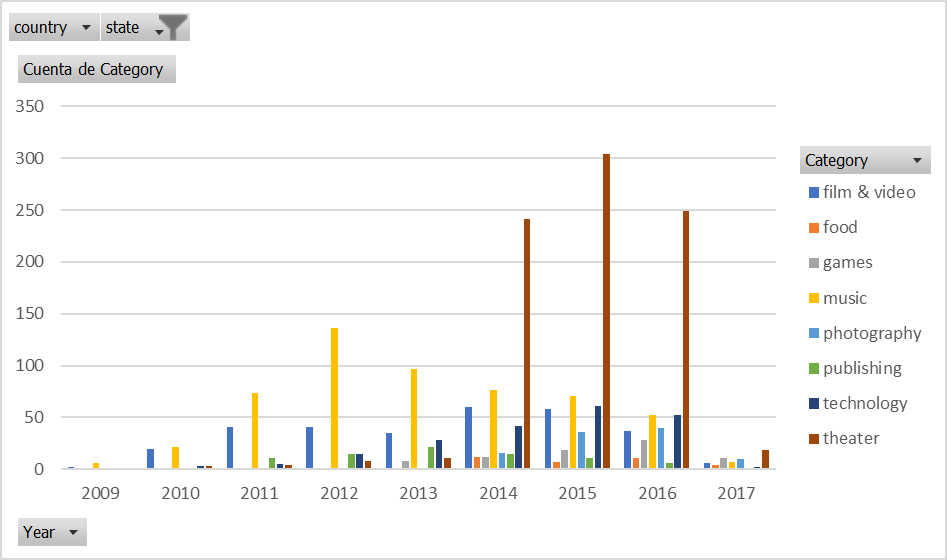 country state
Cuenta de Category
350
300
250
200
150
100
50
0
2009 2010 2011 2012 2013 2014 2015 2016 2017
Category
film & video
food
games
music
photography
publishing
technology
theater
Year